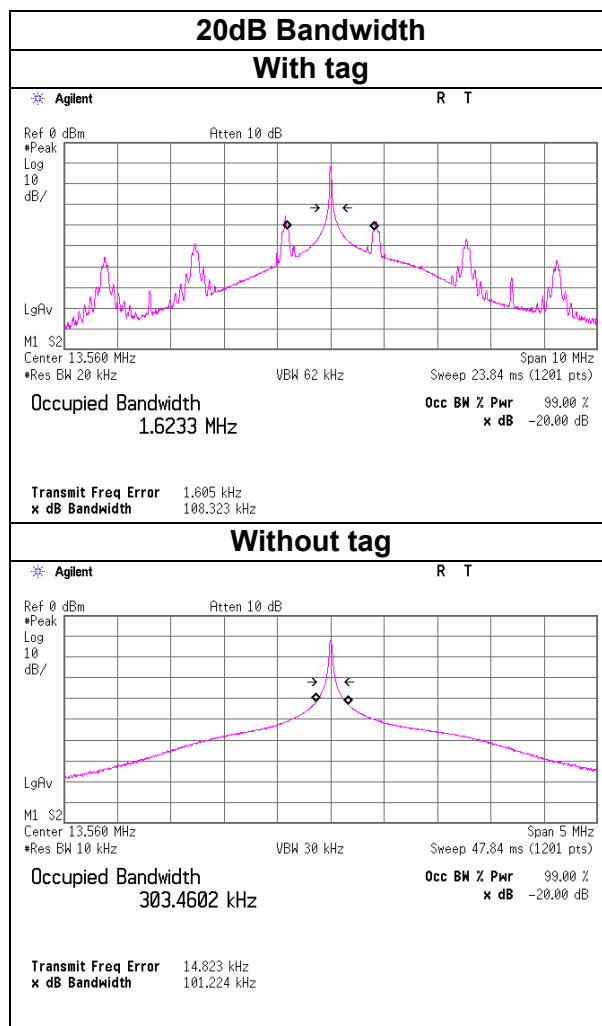 20dB Bandwidth
With tag
Agilent R T
Ref 0 dBm Atten 10 dB
#Peak
Log
10
dB/
LgAv
M1 S2
Center 13.560 MHz Span 10 MHz
#Res BW 20 kHz VBW 62 kHz Sweep 23.84 ms (1201 pts)
Occupied Bandwidth Occ BW % Pwr 99.00 %
1.6233 MHz x dB -20.00 dB
Transmit Freq Error 1.605 kHz
x dB Bandwidth 108.323 kHz
Without tag
Agilent R T
Ref 0 dBm Atten 10 dB
#Peak
Log
10
dB/
LgAv
M1 S2
Center 13.560 MHz Span 5 MHz
#Res BW 10 kHz VBW 30 kHz Sweep 47.84 ms (1201 pts)
Occupied Bandwidth Occ BW % Pwr 99.00 %
303.4602 kHz x dB -20.00 dB
Transmit Freq Error 14.823 kHz
x dB Bandwidth 101.224 kHz